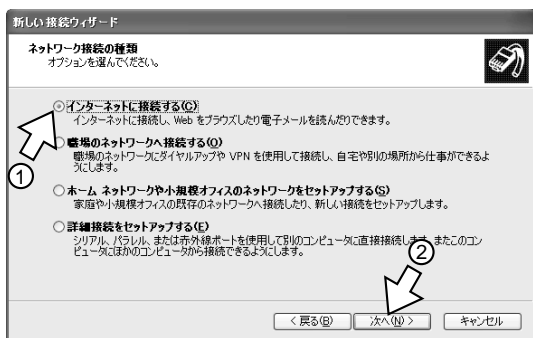 新しい接続ウィザード
ネットワーク接続の種類
オプションを選んでください。
インターネットに接続する(C)
インターネットに接続し、Web をブラウズしたり電子メールを読んだりできます。
職場のネットワークへ接続する(O)
職場のネットワークにダイヤルアップや VPN を使用して接続し、自宅や別の場所から仕事ができるよ
うにします。
ホーム ネットワークや小規模オフィスのネットワークをセットアップする(S)
家庭や小規模オフィスの既存のネットワークへ接続したり、新しい接続をセットアップします。
詳細接続をセットアップする(E)
シリアル、パラレル、または赤外線ポートを使用して別のコンピュータに直接接続します。またこのコン
ピュータにほかのコンピュータから接続できるようにします。
①
②
< 戻る(B)
次へ(N) >
キャンセル